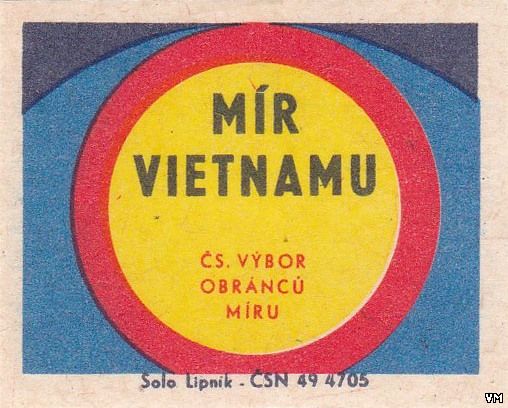 MÍR
VIETNAMU
ČS. VÝBOR
OBRÁNCŮ
MÍRU
Solo Lipník - ČSN 49 4705
VM